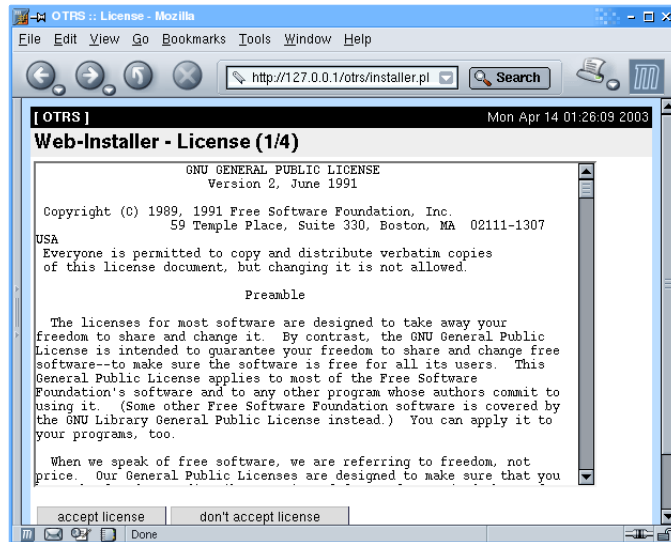 OTRS :: License - Mozilla
File Edit View Go Bookmarks Tools Window Help
http://127.0.0.1/otrs/installer.pl Search
[ OTRS ] Mon Apr 14 01:26:09 2003
Web-Installer - License (1/4)
GNU GENERAL PUBLIC LICENSE
Version 2, June 1991
Copyright (C) 1989, 1991 Free Software Foundation, Inc.
59 Temple Place, Suite 330, Boston, MA 02111-1307
USA
Everyone is permitted to copy and distribute verbatim copies
of this license document, but changing it is not allowed.
Preamble
The licenses for most software are designed to take away your
freedom to share and change it. By contrast, the GNU General Public
License is intended to guarantee your freedom to share and change free
software--to make sure the software is free for all its users. This
General Public License applies to most of the Free Software
Foundation's software and to any other program whose authors commit to
using it. (Some other Free Software Foundation software is covered by
the GNU Library General Public License instead.) You can apply it to
your programs, too.
When we speak of free software, we are referring to freedom, not
price. Our General Public Licenses are designed to make sure that you
accept license don't accept license
Done